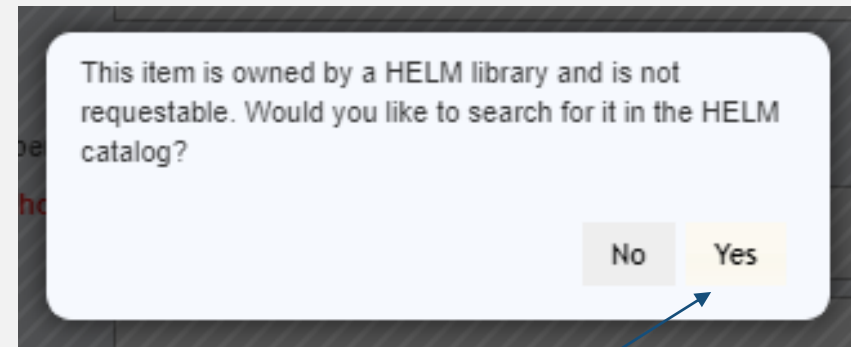 This item is owned by a HELM library and is not
requestable. Would you like to search for it in the HELM
catalog?
No Yes